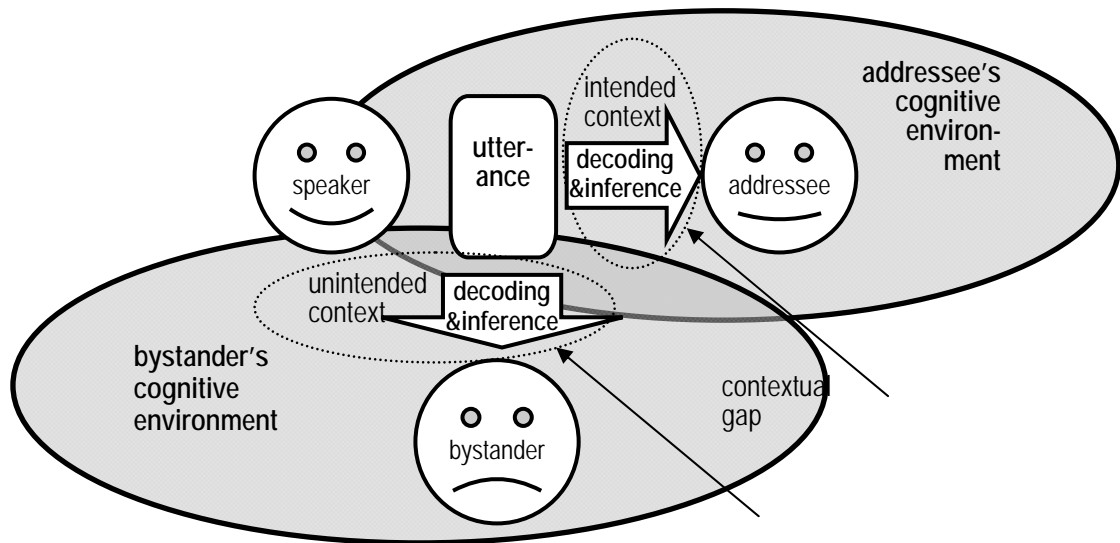 addressee's
cognitive
environ-
ment
intended
context
utter-
ance
decoding
&inference
speaker
addressee
unintended
context
decoding
&inference
bystander's
cognitive
environment
contextual
gap
bystander